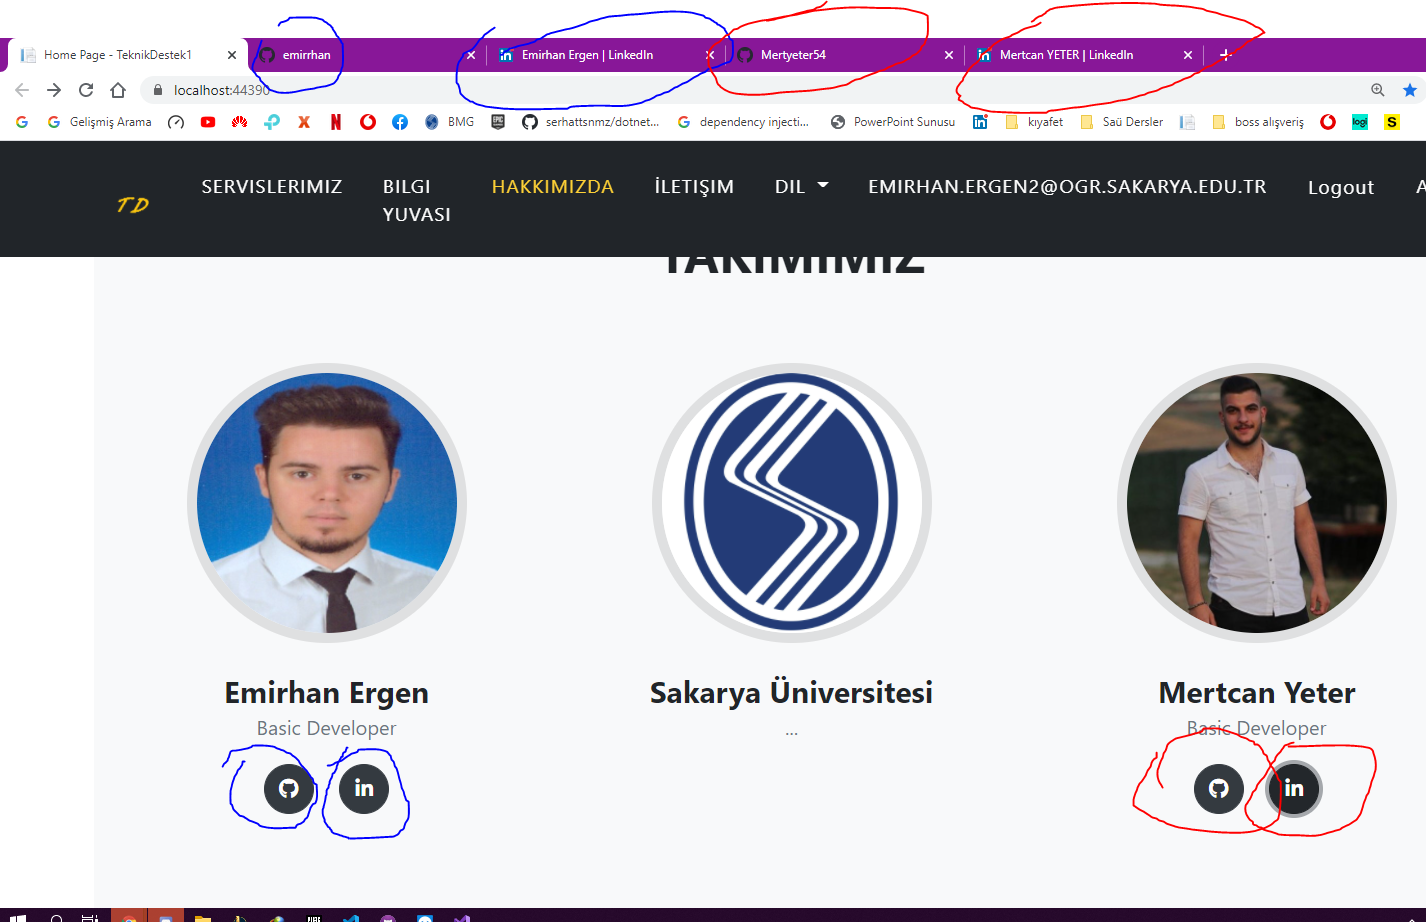 Home Page - TeknikDestek1
emirrhan
Emirhan Ergen | LinkedIn
Mertyeter54
Mertcan YETER | LinkedIn
localhost:44390
Gelişmiş Arama
BMG
serhattsnmz/dotnet...
dependency injecti...
PowerPoint Sunusu
kıyafet
Saü Dersler
boss alışveriş
TD
SERVISLERIMIZ
BILGI
YUVASI
HAKKIMIZDA
İLETIŞIM
DIL
EMIRHAN.ERGEN2@OGR.SAKARYA.EDU.TR
Logout
TAKIMIMIZ
Emirhan Ergen
Basic Developer
Sakarya Üniversitesi
...
Mertcan Yeter
Basic Developer